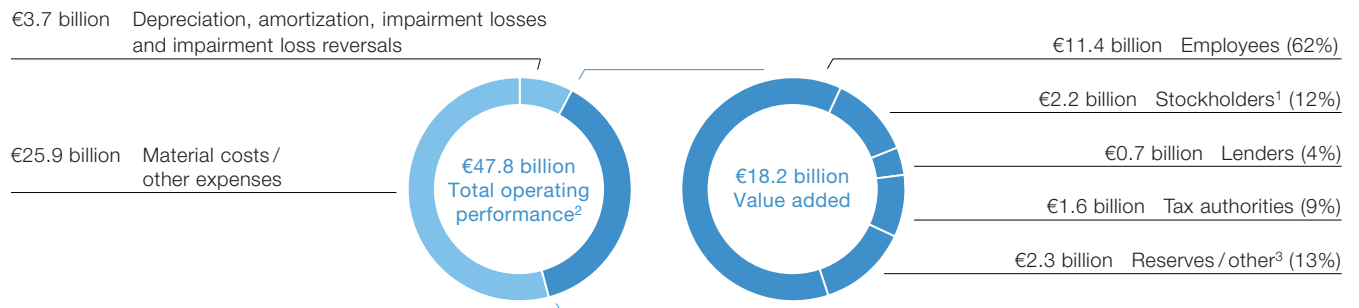 €3.7 billion Depreciation, amortization, impairment losses
and impairment loss reversals
€25.9 billion Material costs / 
other expenses
€47.8 billion
Total operating
performance²
€18.2 billion
Value added
€11.4 billion Employees (62%)
€2.2 billion Stockholders¹ (12%)
€0.7 billion Lenders (4%)
€1.6 billion Tax authorities (9%)
€2.3 billion Reserves / other³ (13%)